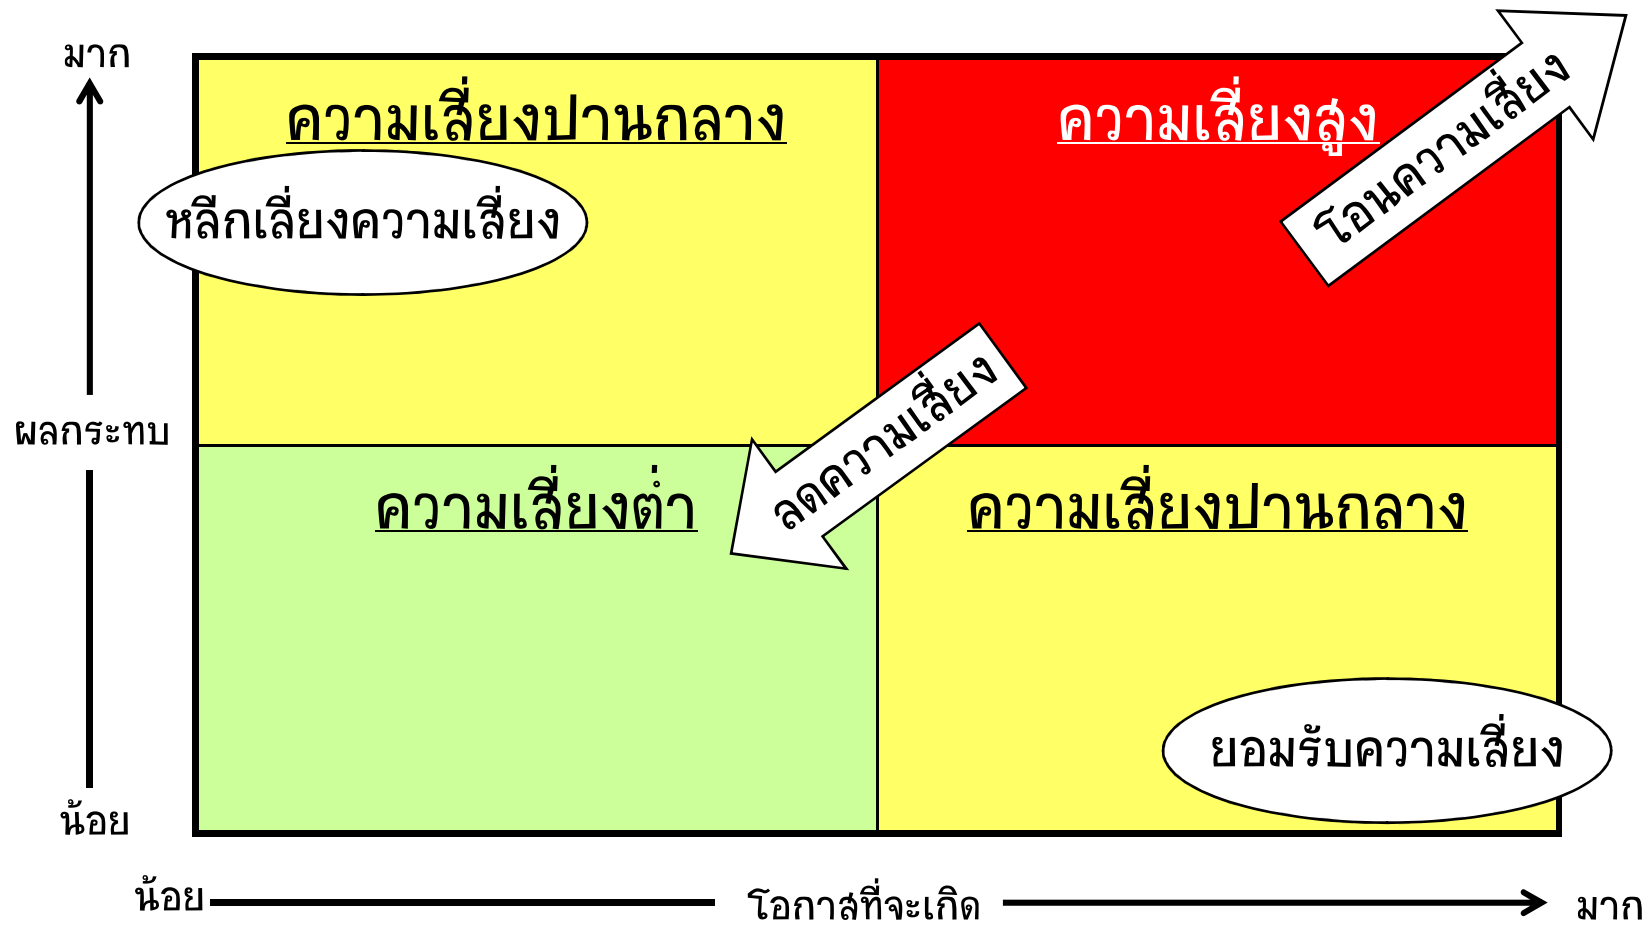 มาก
ความเสี่ยงปานกลาง
ความเสี่ยงสูง
โอนความเสี่ยง
หลีกเลี่ยงความเสี่ยง
ลดความเสี่ยง
ผลกระทบ
ความเสี่ยงต่ำ
ความเสี่ยงปานกลาง
ยอมรับความเสี่ยง
น้อย
น้อย
โอกาสที่จะเกิด
มาก